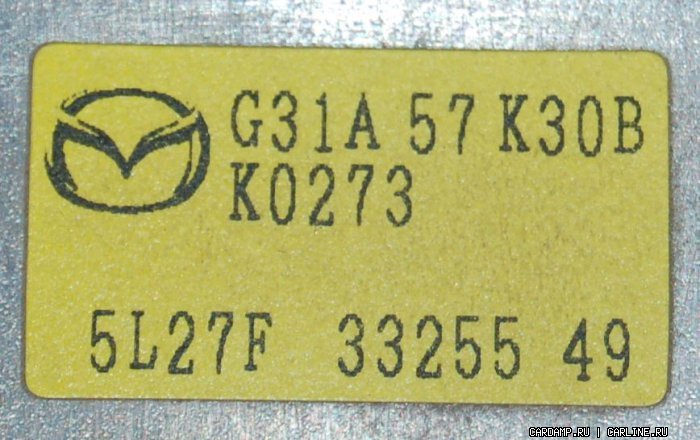 G31A 57 K30B
K0273
5L27F 33255 49
CARDAMP.RU | CARLINE.RU